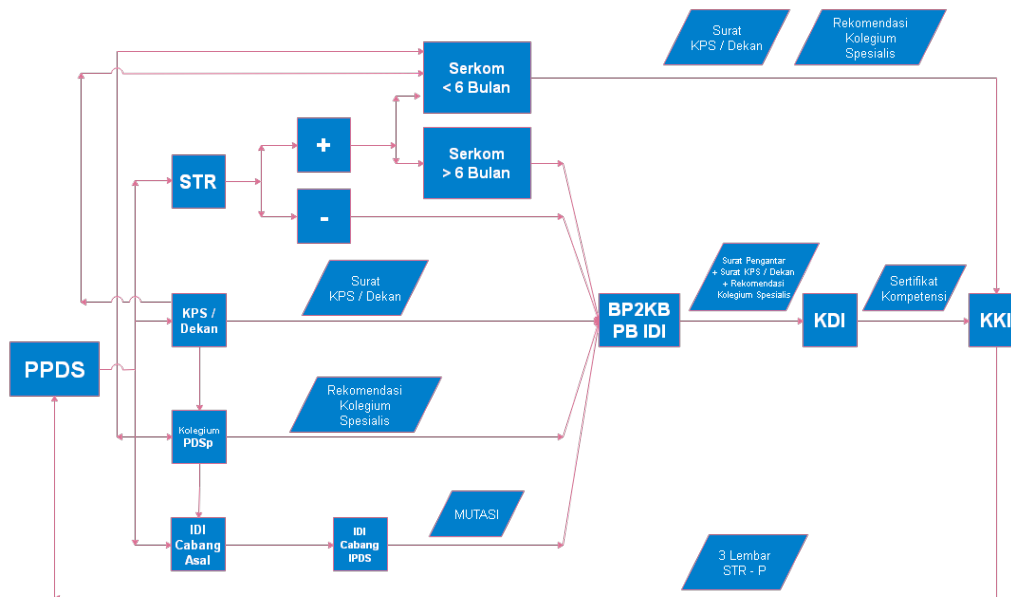 Surat
KPS / Dekan
Rekomendasi
Kolegium
Spesialis
Serkom
< 6 Bulan
+
Serkom
> 6 Bulan
STR
-
Surat
KPS / Dekan
Surat Pengantar
+ Surat KPS / Dekan
+ Rekomendasi
Kolegium Spesialis
Sertifikat
Kompetensi
KPS /
Dekan
BP2KB
PB IDI
KDI
KKI
PPDS
Rekomendasi
Kolegium
Spesialis
Kolegium
PDSp
MUTASI
IDI
Cabang
Asal
IDI
Cabang
IPDS
3 Lembar
STR - P